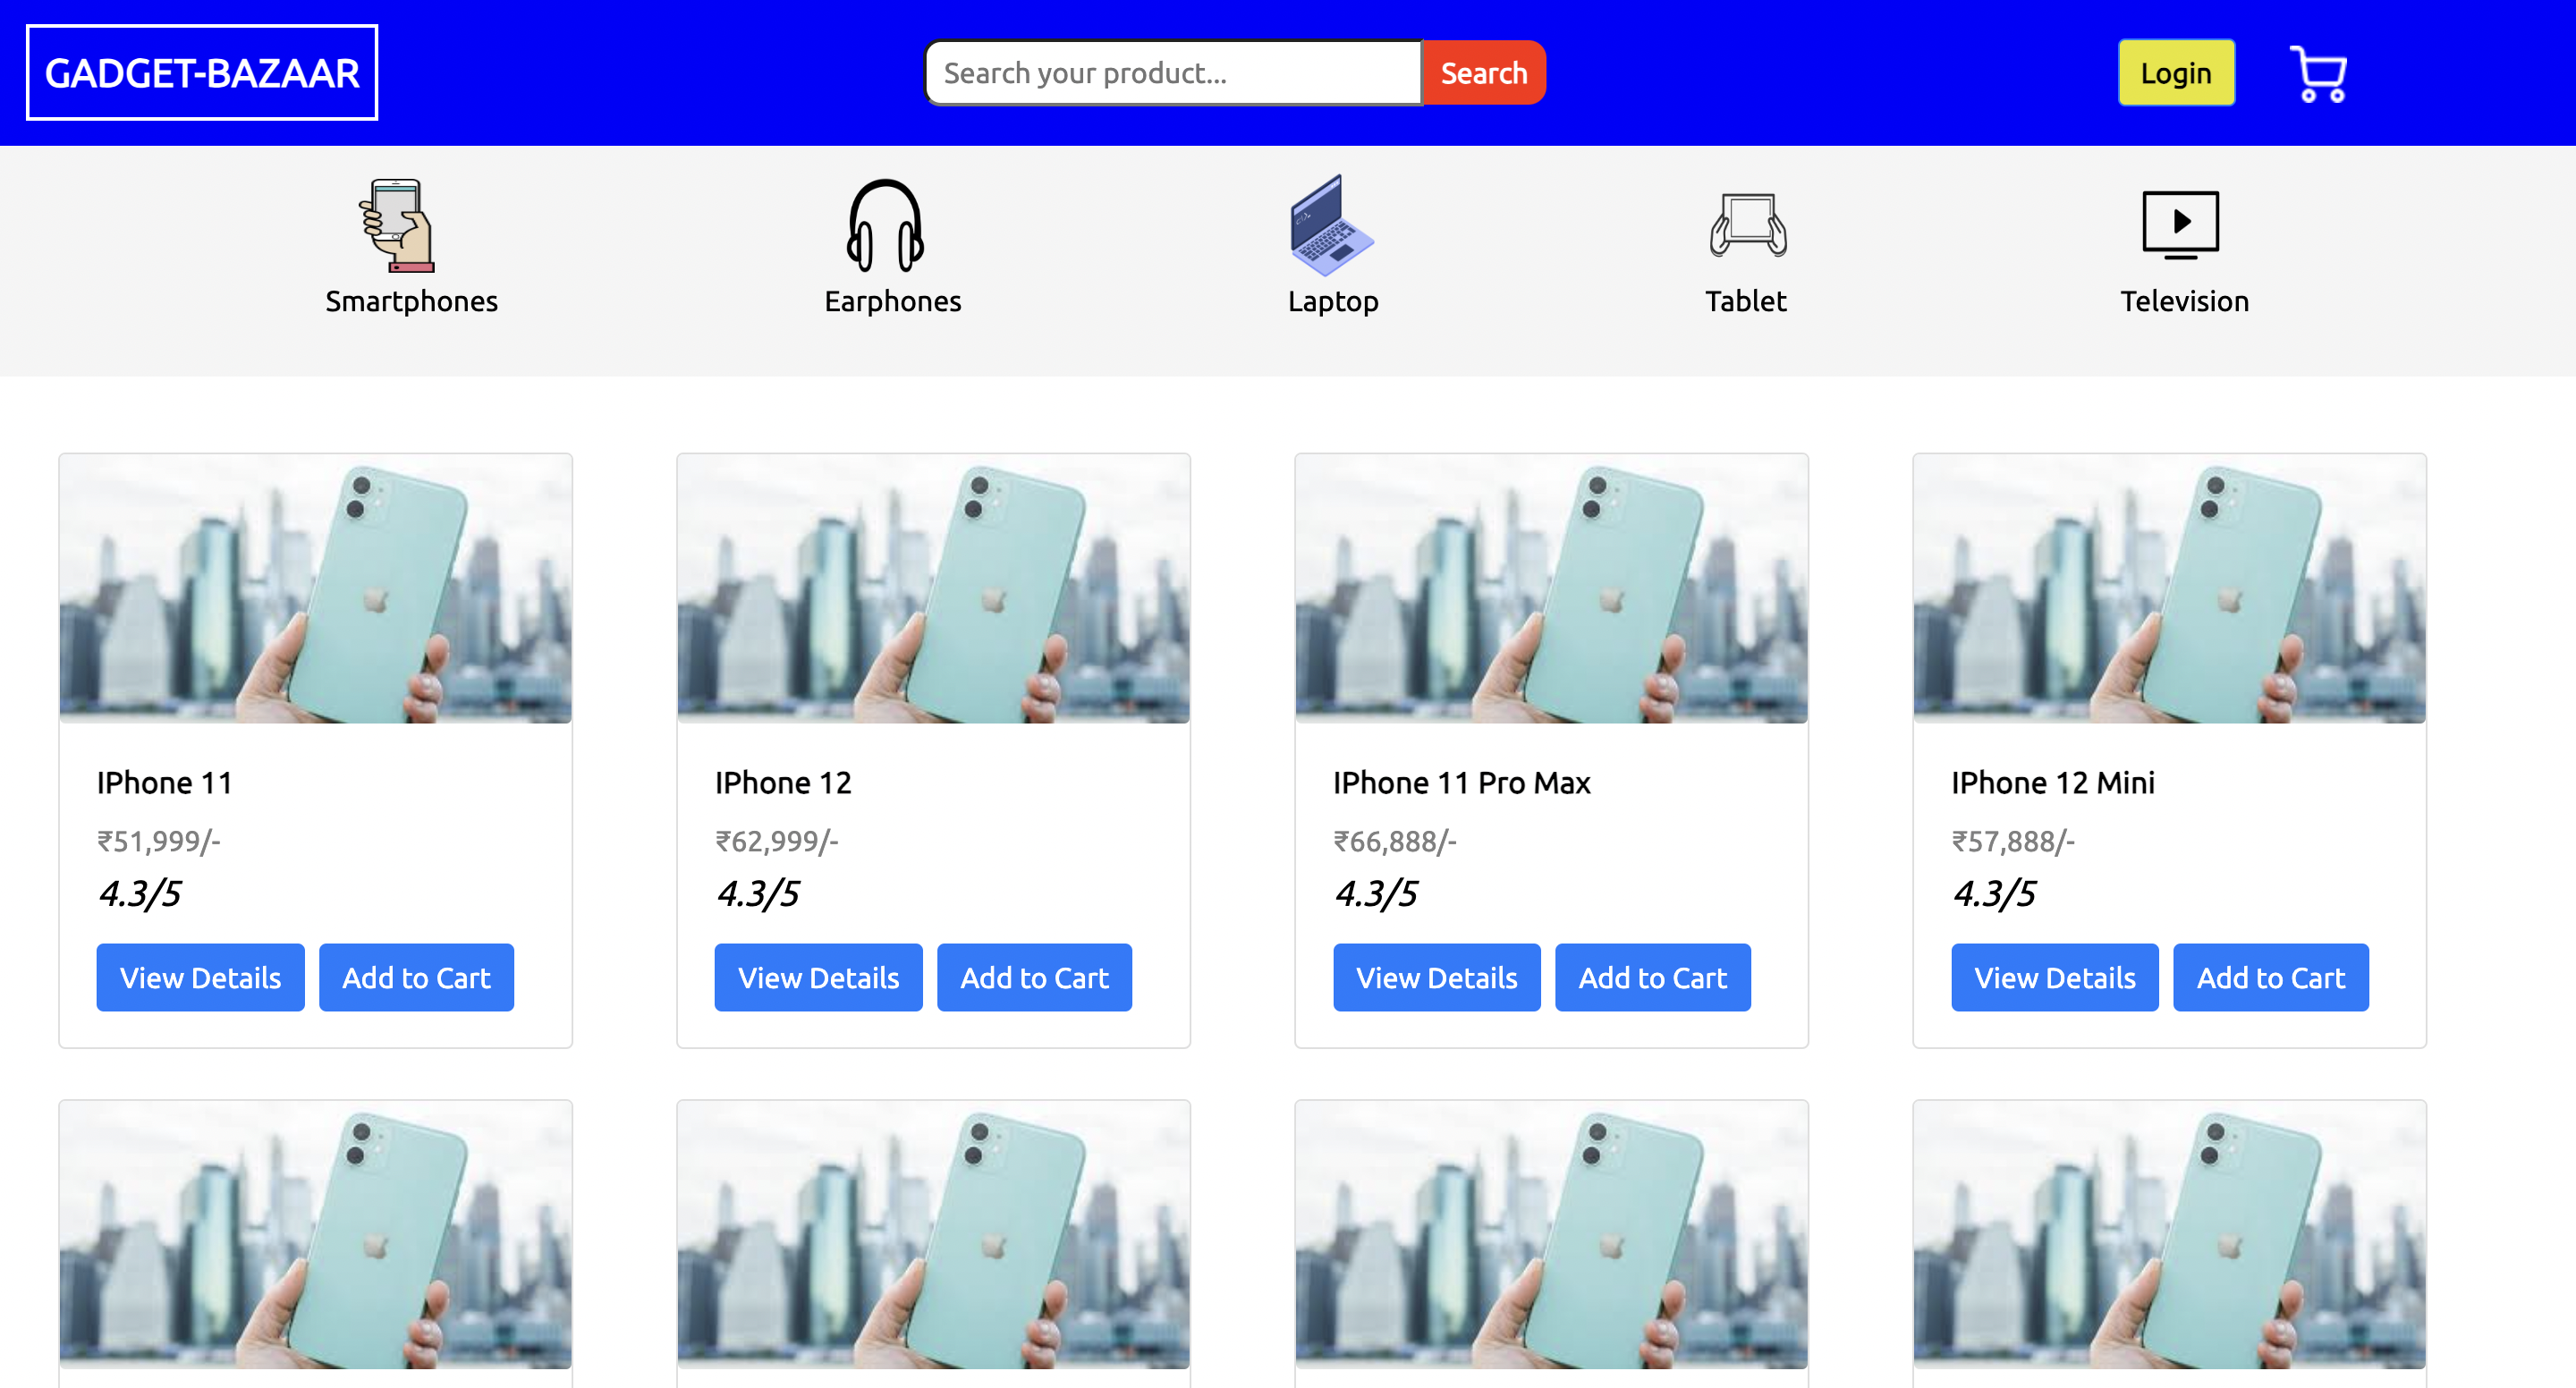 GADGET-BAZAAR
Search your product...
Search
Login
Smartphones
Earphones
Laptop
Tablet
Television
IPhone 11
₹51,999/-
4.3/5
View Details
Add to Cart
IPhone 12
₹62,999/-
4.3/5
View Details
Add to Cart
IPhone 11 Pro Max
₹66,888/-
4.3/5
View Details
Add to Cart
IPhone 12 Mini
₹57,888/-
4.3/5
View Details
Add to Cart